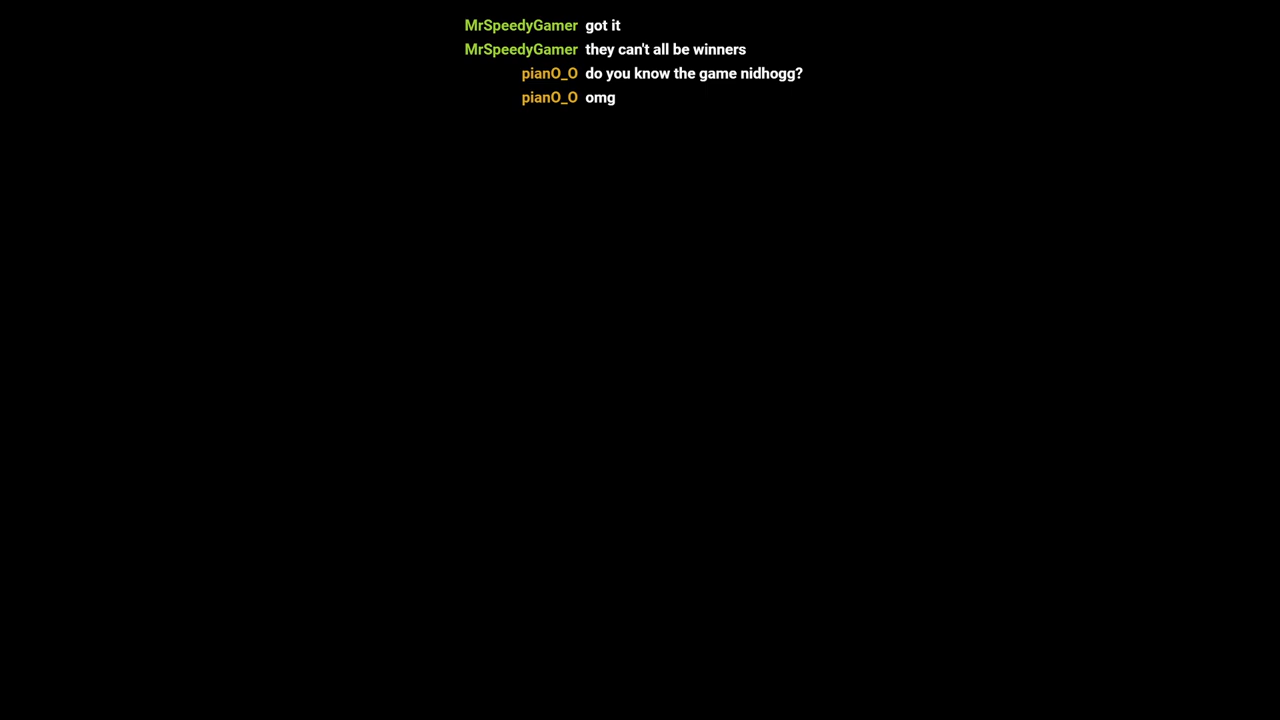 MrSpeedyGamer got it
MrSpeedyGamer they can't all be winners
pianO_O do you know the game nidhogg?
pianO_O omg